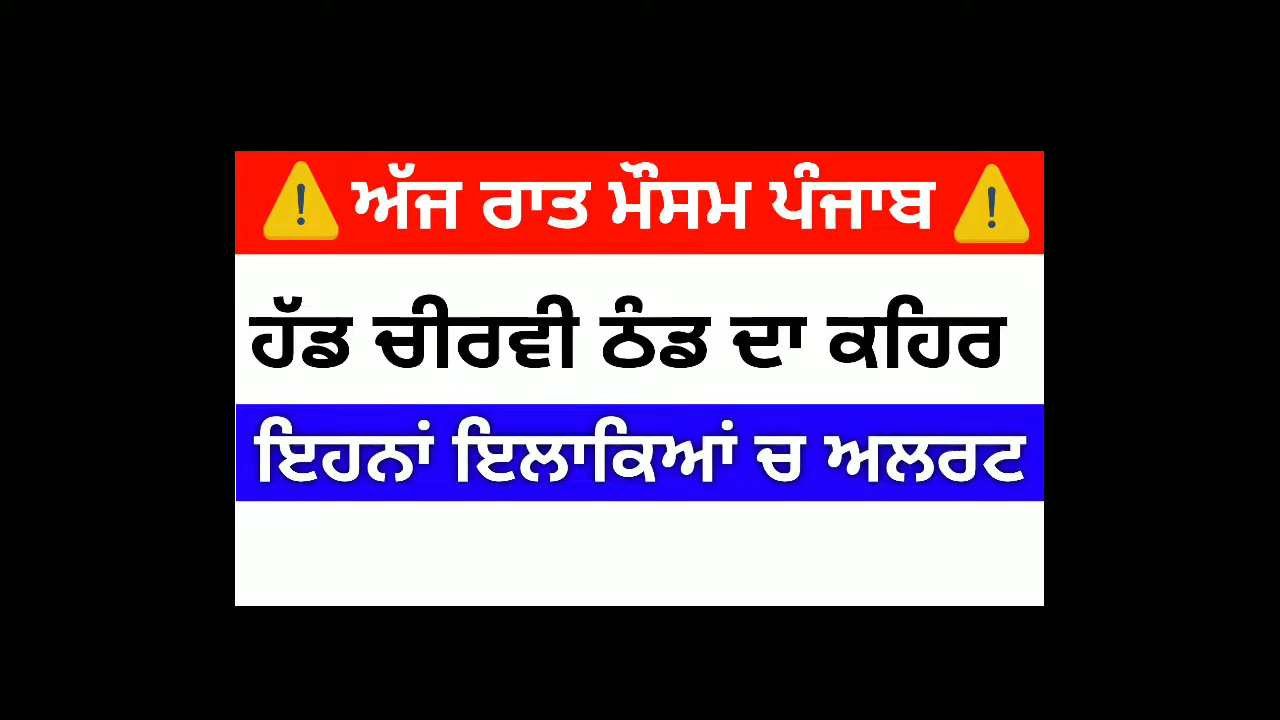 ਅੱਜ ਰਾਤ ਮੌਸਮ ਪੰਜਾਬ
ਹੱਡ ਚੀਰਵੀ ਠੰਡ ਦਾ ਕਹਿਰ
ਇਹਨਾਂ ਇਲਾਕਿਆਂ ਚ ਅਲਰਟ